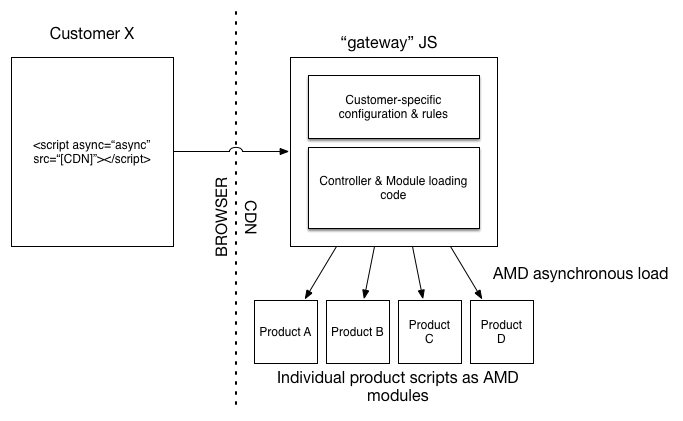 Customer X
“gateway” JS
<script async=“async”
src=“[CDN]”></script>
Customer-specific
configuration & rules
Controller & Module loading
code
BROWSER
CDN
AMD asynchronous load
Product A
Product B
Product
C
Product
D
Individual product scripts as AMD
modules